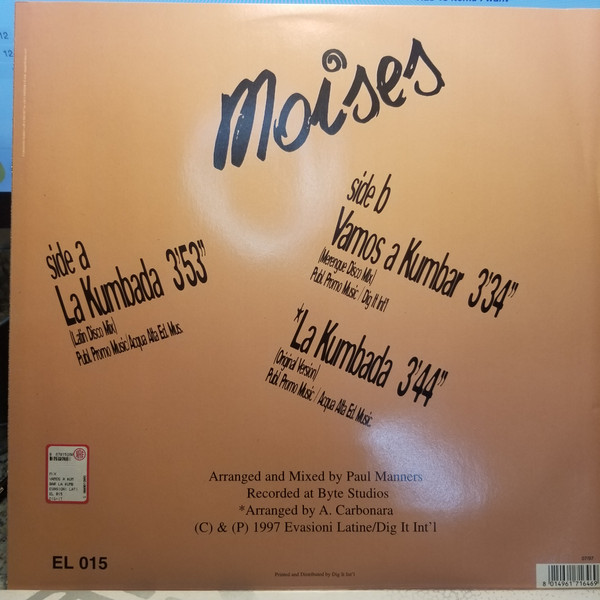 Moises
side a
La Kumbada 3'53"
(Latin Disco Mix)
Publ. Promo Music/Acqua Alta Ed. Mus.
side b
Vamos a Kumbar 3'34"
(Merengue Disco Mix)
Publ. Promo Music / Dig It Int'l
*La Kumbada 3'44"
(Original Version)
Publ. Promo Music / Acqua Alta Ed. Music
Arranged and Mixed by Paul Manners
Recorded at Byte Studios
*Arranged by A. Carbonara
(C) & (P) 1997 Evasioni Latine/Dig It Int'l
EL 015
Printed and Distributed by Dig It Int'l
8 014961 716469